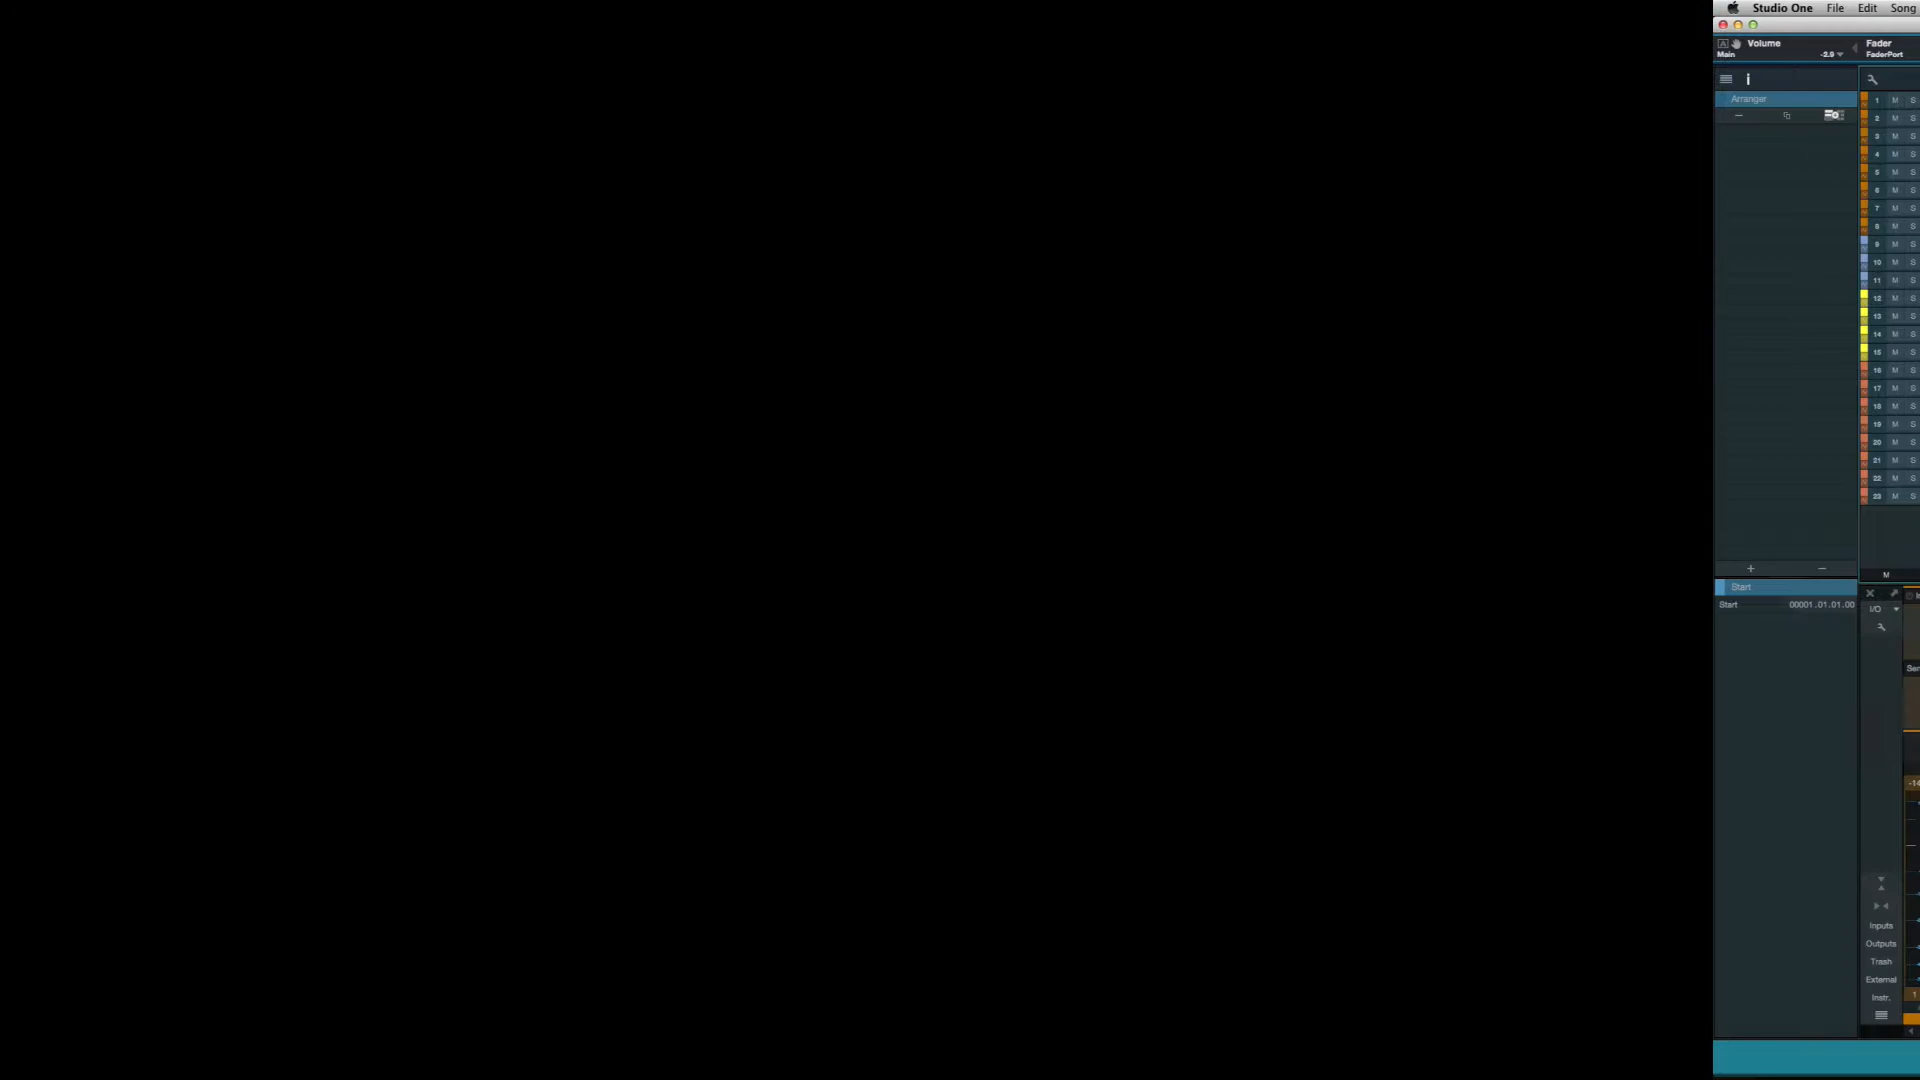 Studio One File Edit Song
Volume
Main -2.9
Fader
FaderPort
i
Arranger
1 M S
2 M S
3 M S
4 M S
5 M S
6 M S
7 M S
8 M S
9 M S
10 M S
11 M S
12 M S
13 M S
14 M S
15 M S
16 M S
17 M S
18 M S
19 M S
20 M S
21 M S
22 M S
23 M S
+ −
M
Start
Start 00001.01.01.00
I/O
Inputs
Outputs
Trash
External
Instr.
1